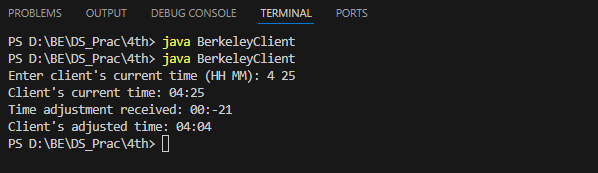 PROBLEMS OUTPUT DEBUG CONSOLE TERMINAL PORTS
PS D:\BE\DS_Prac\4th> java BerkeleyClient
PS D:\BE\DS_Prac\4th> java BerkeleyClient
Enter client's current time (HH MM): 4 25
Client's current time: 04:25
Time adjustment received: 00:-21
Client's adjusted time: 04:04
PS D:\BE\DS_Prac\4th>